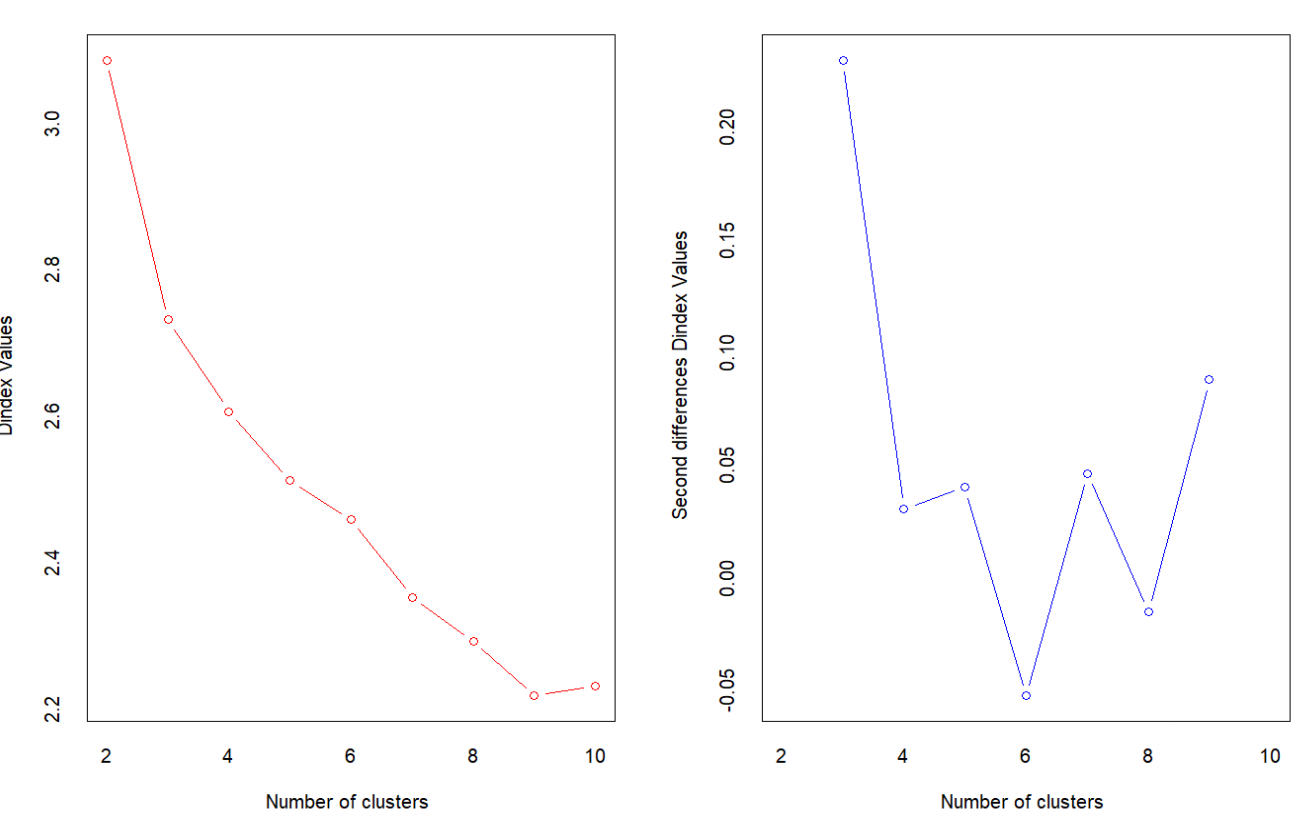 Dindex Values
3.0
2.8
2.6
2.4
2.2
2 4 6 8 10
Number of clusters
Second differences Dindex Values
0.20
0.15
0.10
0.05
0.00
-0.05
2 4 6 8 10
Number of clusters